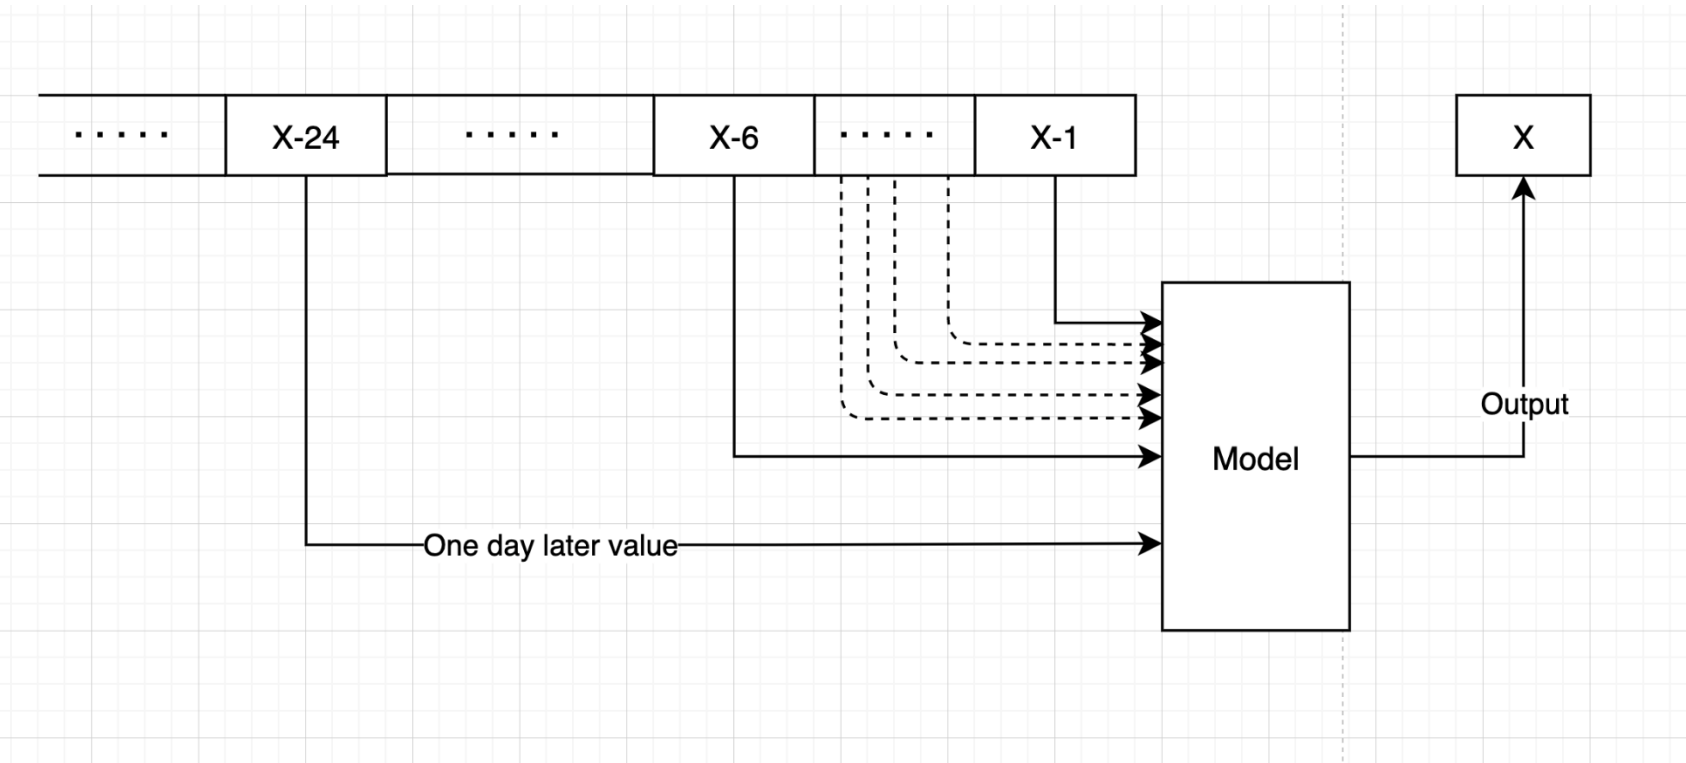 ..... X-24 ..... X-6 ..... X-1 X
Output
Model
One day later value